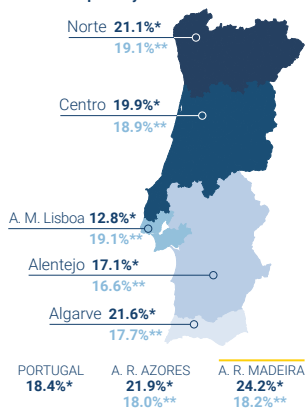 Norte 21.1%*
19.1%**
Centro 19.9%*
18.9%**
A. M. Lisboa 12.8%*
19.1%**
Alentejo 17.1%*
16.6%**
Algarve 21.6%*
17.7%**
PORTUGAL A. R. AZORES A. R. MADEIRA
18.4%* 21.9%* 24.2%*
18.0%** 18.2%**